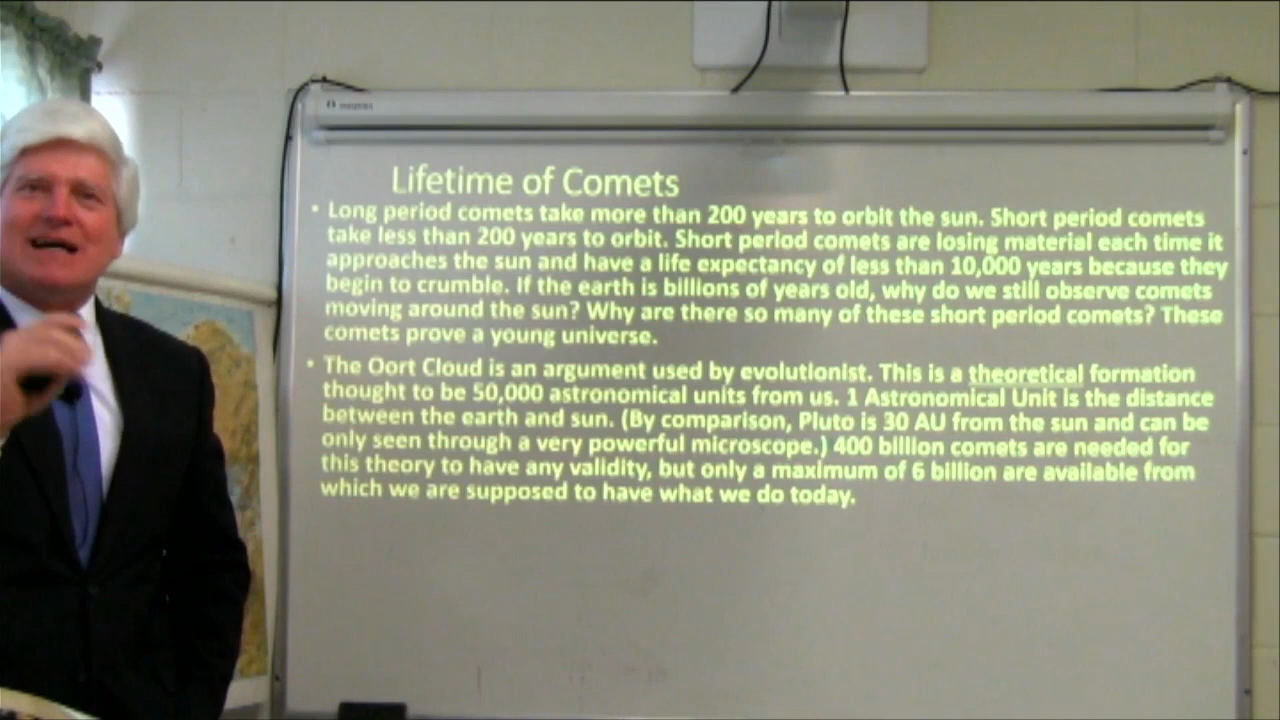 Lifetime of Comets
• Long period comets take more than 200 years to orbit the sun. Short period comets
take less than 200 years to orbit. Short period comets are losing material each time it
approaches the sun and have a life expectancy of less than 10,000 years because they
begin to crumble. If the earth is billions of years old, why do we still observe comets
moving around the sun? Why are there so many of these short period comets? These
comets prove a young universe.
• The Oort Cloud is an argument used by evolutionist. This is a theoretical formation
thought to be 50,000 astronomical units from us. 1 Astronomical Unit is the distance
between the earth and sun. (By comparison, Pluto is 30 AU from the sun and can be
only seen through a very powerful microscope.) 400 billion comets are needed for
this theory to have any validity, but only a maximum of 6 billion are available from
which we are supposed to have what we do today.